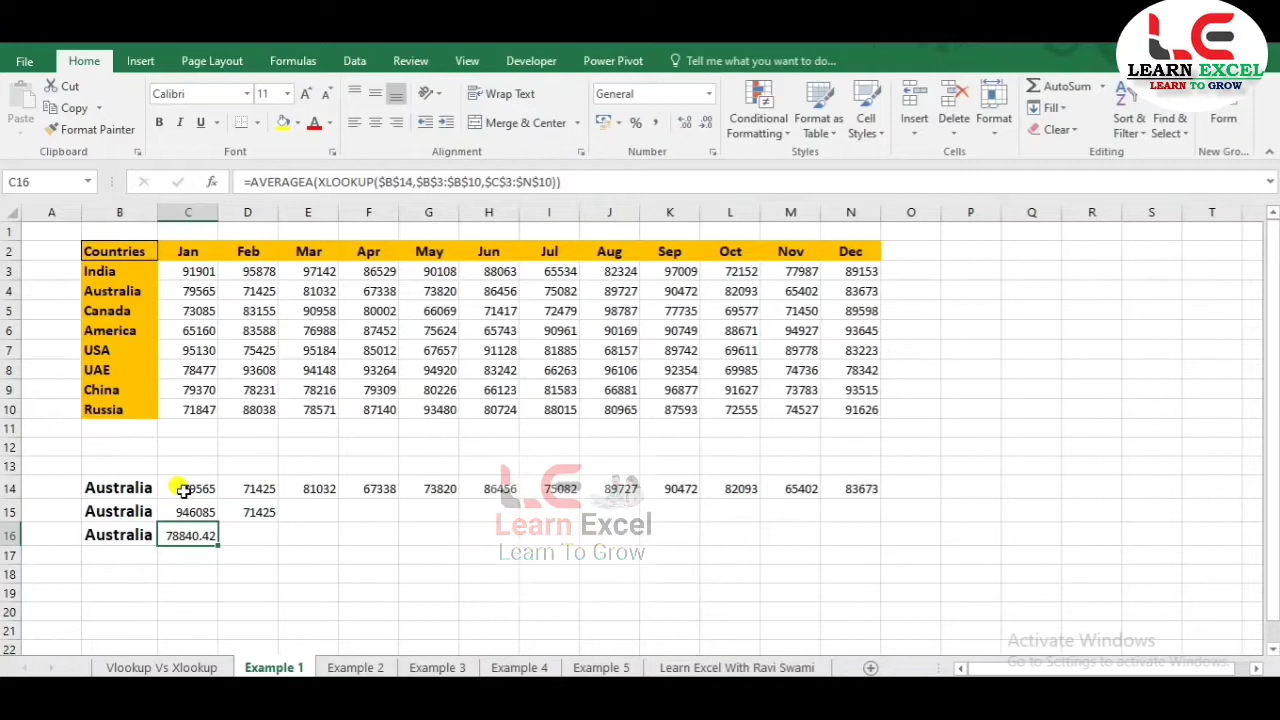 LEARN EXCEL
LEARN TO GROW
File Home Insert Page Layout Formulas Data Review View Developer Power Pivot Tell me what you want to do...
Paste Cut
Copy
Format Painter
Clipboard
Calibri 11
B I U
Font
Wrap Text
Merge & Center
Alignment
General
Number
Conditional Formatting
Format as Table
Cell Styles
Styles
Insert Delete Format
Cells
AutoSum
Fill
Clear
Sort & Filter
Find & Select
Editing
Form
New Gro...
C16 =AVERAGEA(XLOOKUP($B$14,$B$3:$B$10,$C$3:$N$10))
A B C D E F G H I J K L M N O P Q R S T
1
2 Countries Jan Feb Mar Apr May Jun Jul Aug Sep Oct Nov Dec
3 India 91901 95878 97142 86529 90108 88063 65534 82324 97009 72152 77987 89153
4 Australia 79565 71425 81032 67338 73820 86456 75082 89727 90472 82093 65402 83673
5 Canada 73085 83155 90958 80002 66069 71417 72479 98787 77735 69577 71450 89598
6 America 65160 83588 76988 87452 75624 65743 90961 90169 90749 88671 94927 93645
7 USA 95130 75425 95184 85012 67657 91128 81885 68157 89742 69611 89778 83223
8 UAE 78477 93608 94148 93264 94920 83242 66263 96106 92354 69985 74736 78342
9 China 79370 78231 78216 79309 80226 66123 81583 66881 96877 91627 73783 93515
10 Russia 71847 88038 78571 87140 93480 80724 88015 80965 87593 72555 74527 91626
11
12
13
14 Australia 79565 71425 81032 67338 73820 86456 75082 89727 90472 82093 65402 83673
15 Australia 946085 71425
16 Australia 78840.42
17
18
19
20
21
22
Learn Excel
Learn To Grow
Activate Windows
Go to Settings to activate Windows.
Vlookup Vs Xlookup Example 1 Example 2 Example 3 Example 4 Example 5 Learn Excel With Ravi Swami